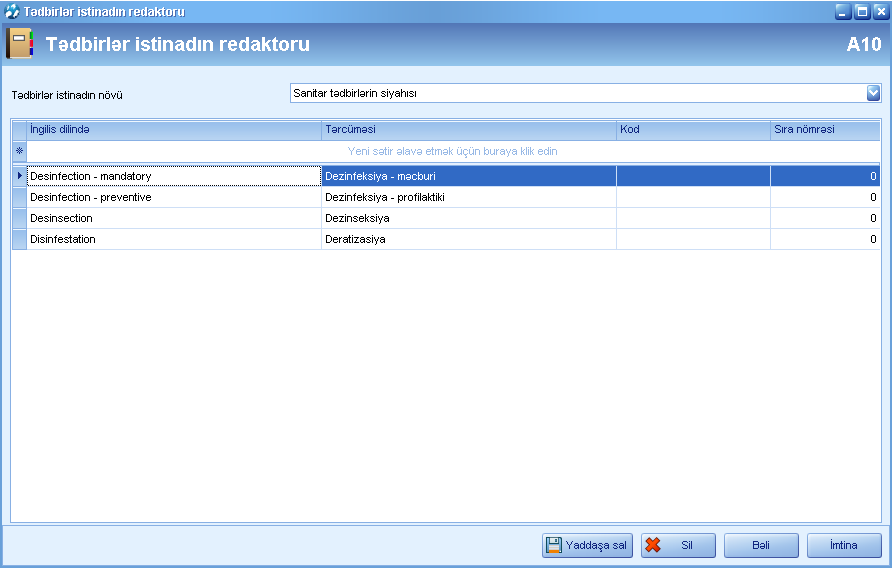 Tədbirlər istinadın redaktoru
Tədbirlər istinadın redaktoru A10
Tədbirlər istinadın növü Sanitar tədbirlərin siyahısı
İngilis dilində Tərcüməsi Kod Sıra nömrəsi
Yeni sətir əlavə etmək üçün buraya klik edin
Desinfection - mandatory Dezinfeksiya - məcburi 0
Desinfection - preventive Dezinfeksiya - profilaktiki 0
Desinsection Dezinseksiya 0
Disinfestation Deratizasiya 0
Yaddaşa sal Sil Bəli İmtina